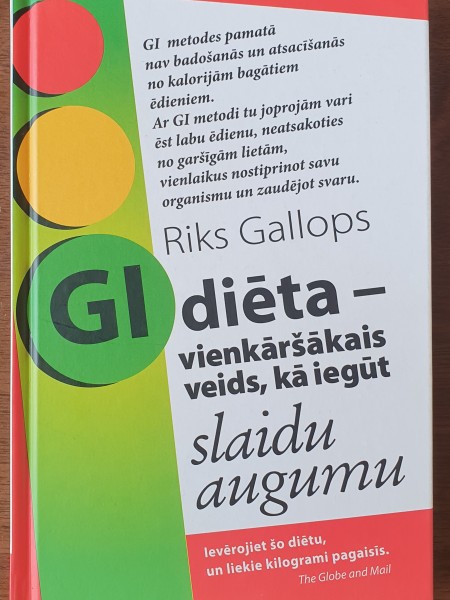 GI metodes pamatā
nav badošanās un atsacīšanās
no kalorijām bagātiem
ēdieniem.
Ar GI metodi tu joprojām vari
ēst labu ēdienu, neatsakoties
no garšīgām lietām,
vienlaikus nostiprinot savu
organismu un zaudējot svaru.
Riks Gallops
GI diēta –
vienkāršākais
veids, kā iegūt
slaidu
augumu
Ievērojiet šo diētu,
un liekie kilogrami pagaisīs.
The Globe and Mail